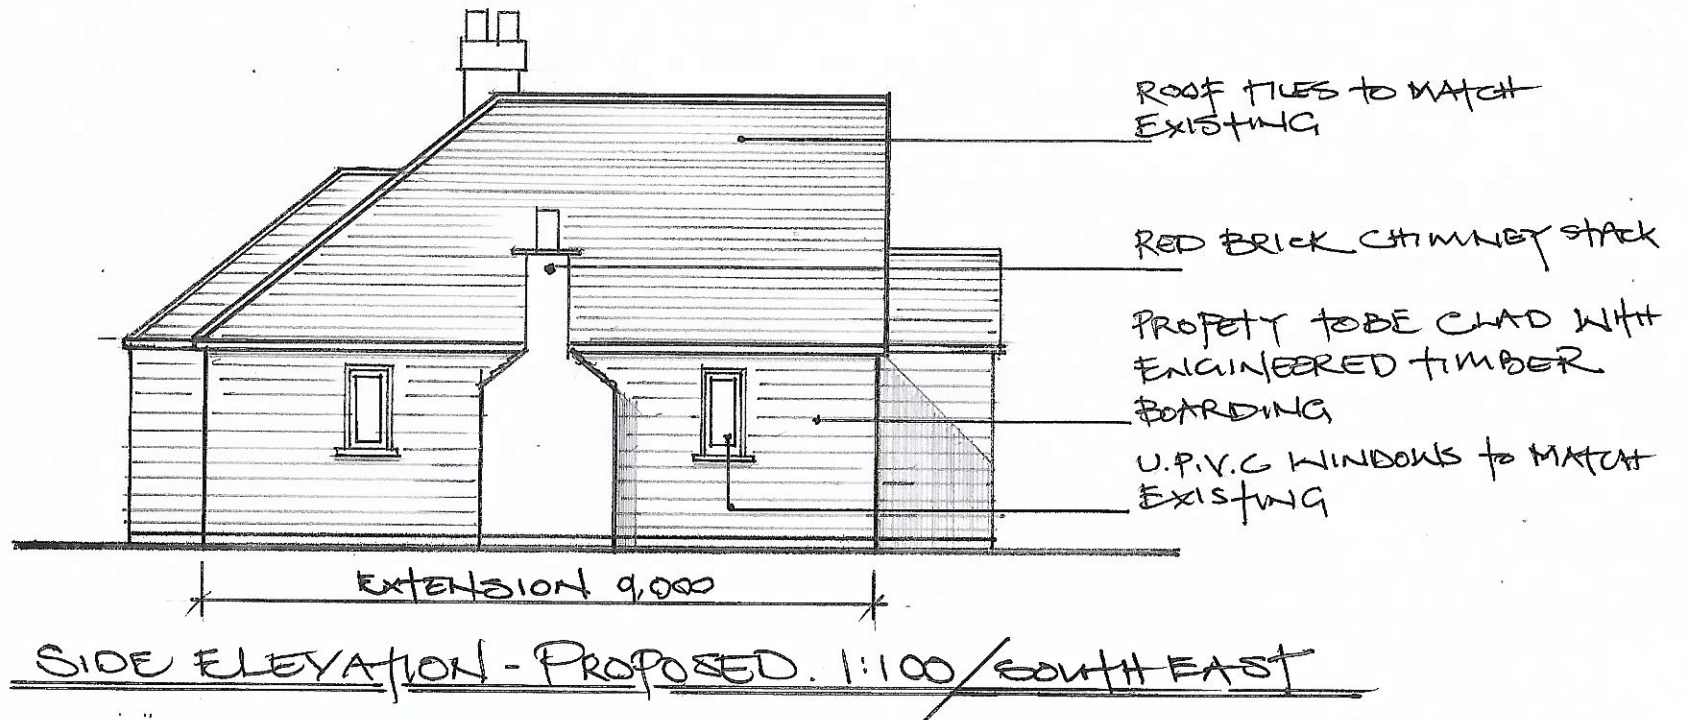 ROOF TILES TO MATCH
EXISTING
RED BRICK CHIMNEY STACK
PROPETY TOBE CLAD WITH
ENGINEERED TIMBER
BOARDING
U.P.V.C WINDOWS TO MATCH
EXISTING
EXTENSION 9,000
SIDE ELEVATION - PROPOSED. 1:100/SOUTH EAST